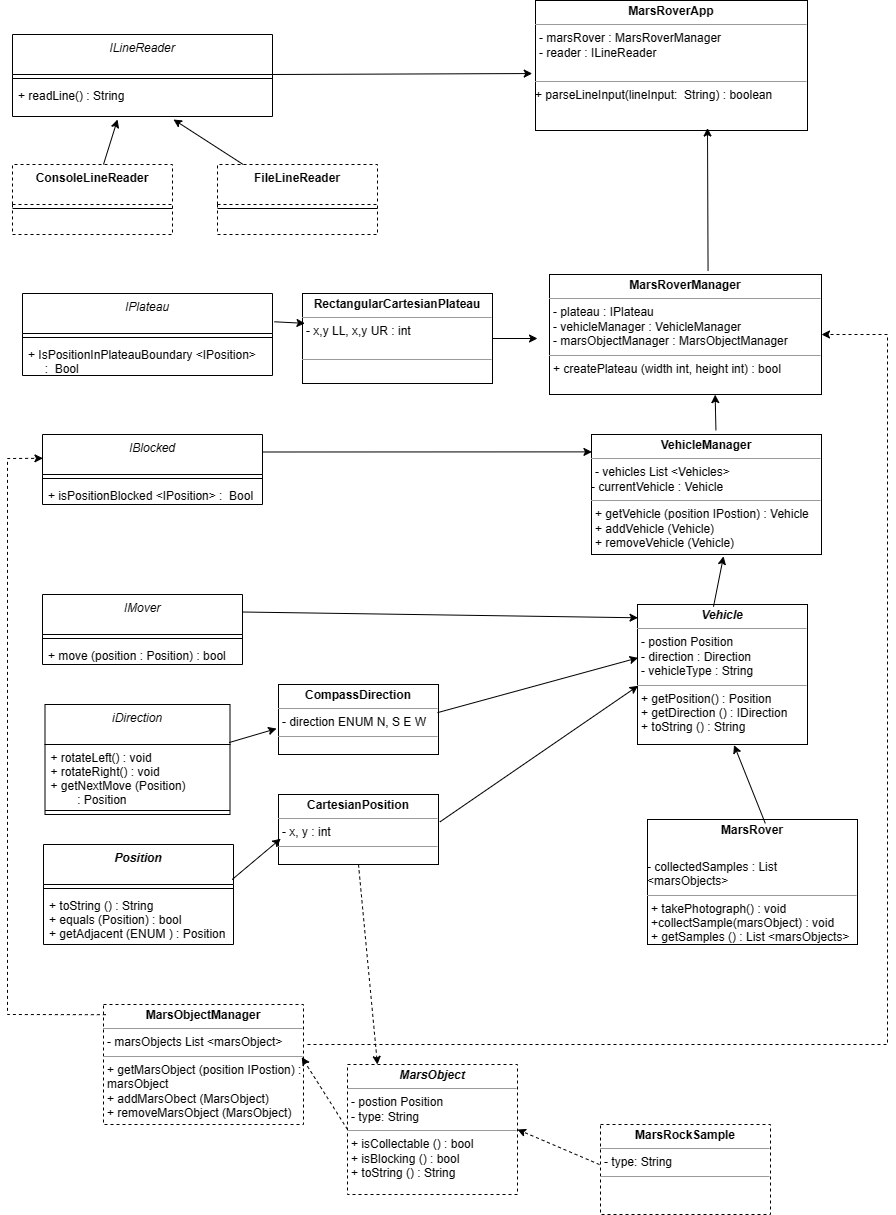 MarsRoverApp
- marsRover : MarsRoverManager
- reader : ILineReader
+ parseLineInput(lineInput:  String) : boolean
ILineReader
+ readLine() : String
ConsoleLineReader
FileLineReader
IPlateau
+ IsPositionInPlateauBoundary <IPosition>
:  Bool
RectangularCartesianPlateau
- x,y LL, x,y UR : int
MarsRoverManager
- plateau : IPlateau
- vehicleManager : VehicleManager
- marsObjectManager : MarsObjectManager
+ createPlateau (width int, height int) : bool
IBlocked
+ isPositionBlocked <IPosition> :  Bool
VehicleManager
- vehicles List <Vehicles>
- currentVehicle : Vehicle
+ getVehicle (position IPostion) : Vehicle
+ addVehicle (Vehicle)
+ removeVehicle (Vehicle)
IMover
+ move (position : Position) : bool
Vehicle
- postion Position
- direction : Direction
- vehicleType : String
+ getPosition() : Position
+ getDirection () : IDirection
+ toString () : String
iDirection
+ rotateLeft() : void
+ rotateRight() : void
+ getNextMove (Position)
: Position
CompassDirection
- direction ENUM N, S E W
CartesianPosition
- x, y : int
Position
+ toString () : String
+ equals (Position) : bool
+ getAdjacent (ENUM ) : Position
MarsRover
- collectedSamples : List
<marsObjects>
+ takePhotograph() : void
+collectSample(marsObject) : void
+ getSamples () : List <marsObjects>
MarsObjectManager
- marsObjects List <marsObject>
+ getMarsObject (position IPostion) :
marsObject
+ addMarsObect (MarsObject)
+ removeMarsObject (MarsObject)
MarsObject
- postion Position
- type: String
+ isCollectable () : bool
+ isBlocking () : bool
+ toString () : String
MarsRockSample
- type: String